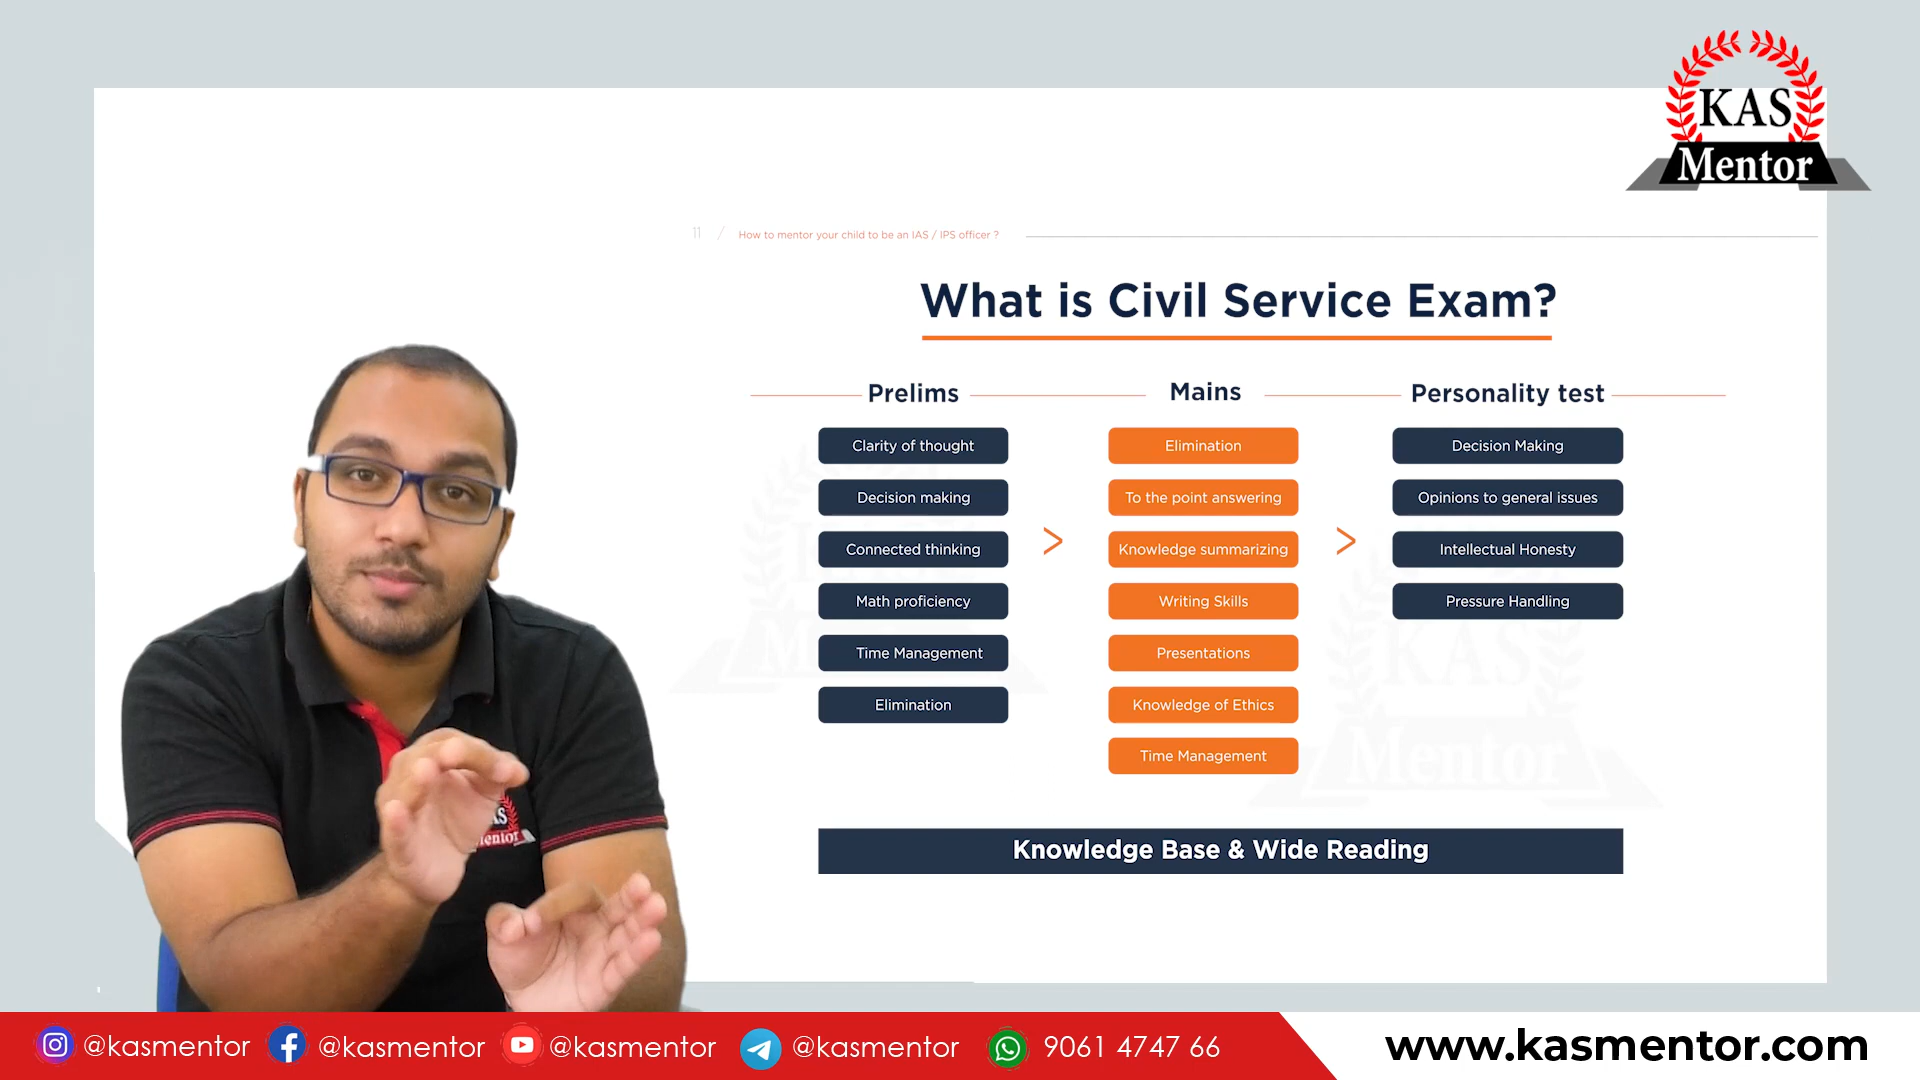 KAS
Mentor
11 / How to mentor your child to be an IAS / IPS officer ?
What is Civil Service Exam?
Prelims
Clarity of thought
Decision making
Connected thinking
Math proficiency
Time Management
Elimination
>
Mains
Elimination
To the point answering
Knowledge summarizing
Writing Skills
Presentations
Knowledge of Ethics
Time Management
>
Personality test
Decision Making
Opinions to general issues
Intellectual Honesty
Pressure Handling
Knowledge Base & Wide Reading
KAS
Mentor
@kasmentor @kasmentor @kasmentor @kasmentor 9061 4747 66
www.kasmentor.com